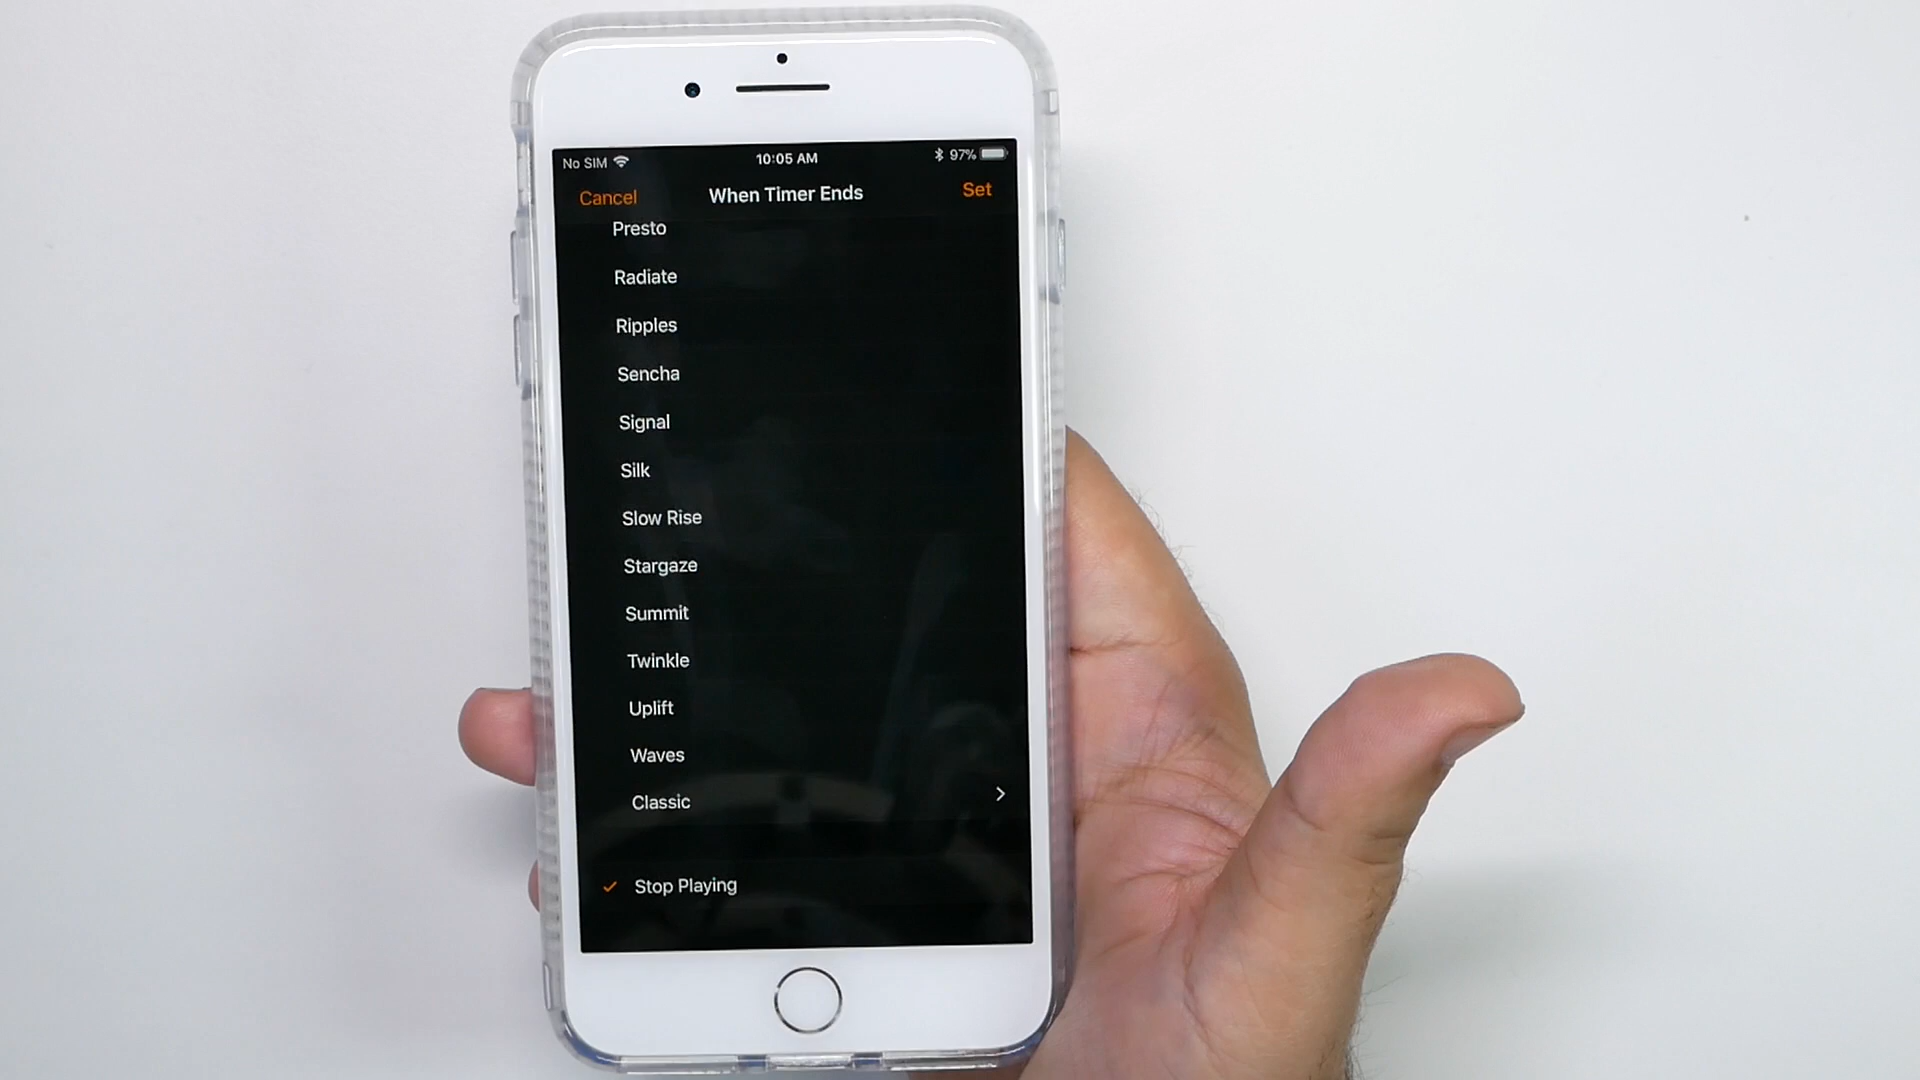 No SIM 10:05 AM 97%
Cancel When Timer Ends Set
Presto
Radiate
Ripples
Sencha
Signal
Silk
Slow Rise
Stargaze
Summit
Twinkle
Uplift
Waves
Classic
Stop Playing